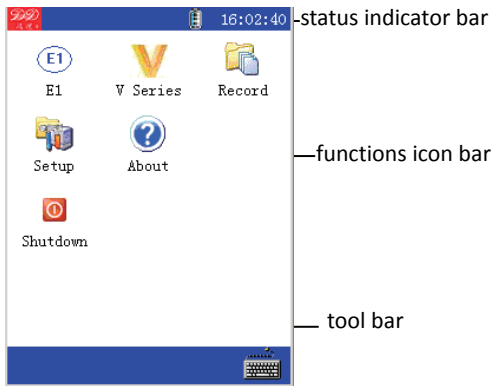 16:02:40
status indicator bar
E1
E1
V Series
Record
Setup
About
functions icon bar
Shutdown
tool bar